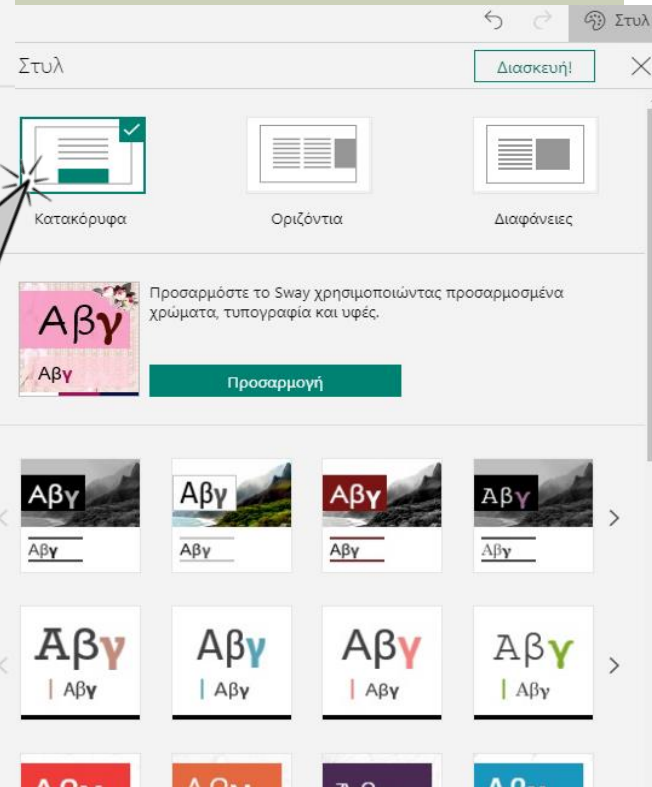 Στυλ
Στυλ
Διασκευή!
Κατακόρυφα
Οριζόντια
Διαφάνειες
Αβγ
Αβγ
Προσαρμόστε το Sway χρησιμοποιώντας προσαρμοσμένα
χρώματα, τυπογραφία και υφές.
Προσαρμογή
Αβγ Αβγ Αβγ Αβγ
Αβγ Αβγ Αβγ Αβγ
Αβγ Αβγ Αβγ Αβγ
Αβγ Αβγ Αβγ Αβγ